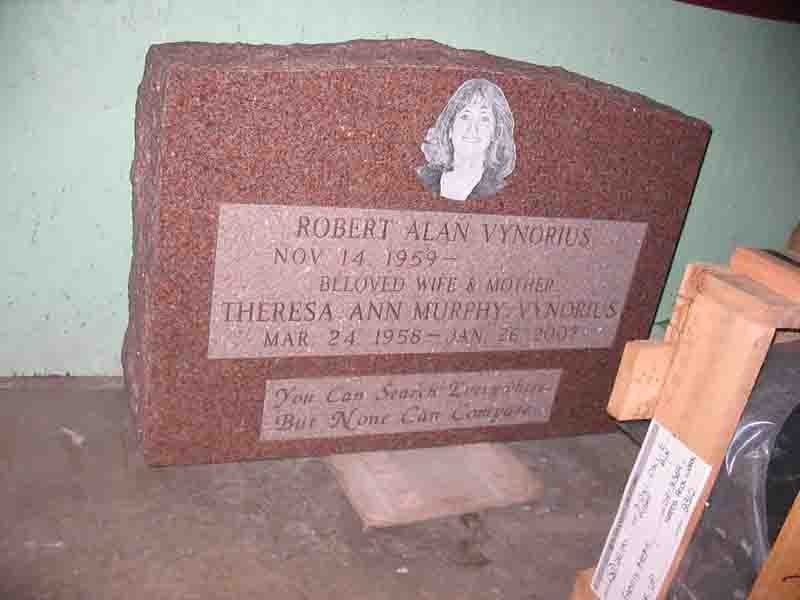 ROBERT ALAN VYNORIUS
NOV. 14, 1959 —
BELOVED WIFE & MOTHER
THERESA ANN MURPHY-VYNORIUS
MAR. 24, 1958 — JAN. 26, 2007
You Can Search Everywhere
But None Can Compare